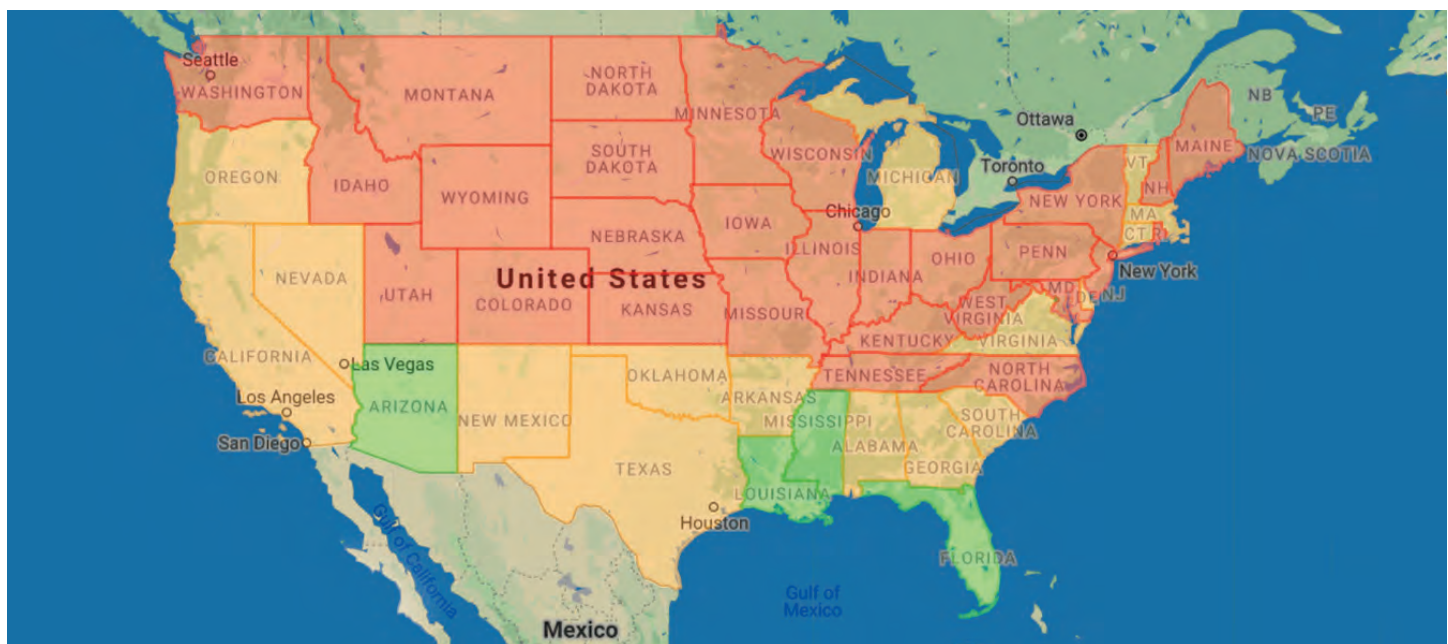 Seattle
WASHINGTON
MONTANA
NORTH
DAKOTA
MINNESOTA
Ottawa
NB
PE
NOVA SCOTIA
MAINE
VT
NH
Toronto
OREGON
IDAHO
WYOMING
SOUTH
DAKOTA
WISCONSIN
MICHIGAN
NEW YORK
MA
CT
RI
Chicago
IOWA
NEBRASKA
ILLINOIS
INDIANA
OHIO
PENN
New York
NEVADA
UTAH
COLORADO
United States
KANSAS
MISSOUR
WEST
VIRGINIA
MD
DE
NJ
KENTUCKY
VIRGINIA
CALIFORNIA
Las Vegas
Los Angeles
San Diego
ARIZONA
NEW MEXICO
OKLAHOMA
ARKANSAS
TENNESSEE
NORTH
CAROLINA
MISSISSIPPI
ALABAMA
SOUTH
CAROLINA
GEORGIA
TEXAS
LOUISIANA
Houston
FLORIDA
Gulf of California
Gulf of
Mexico
Mexico